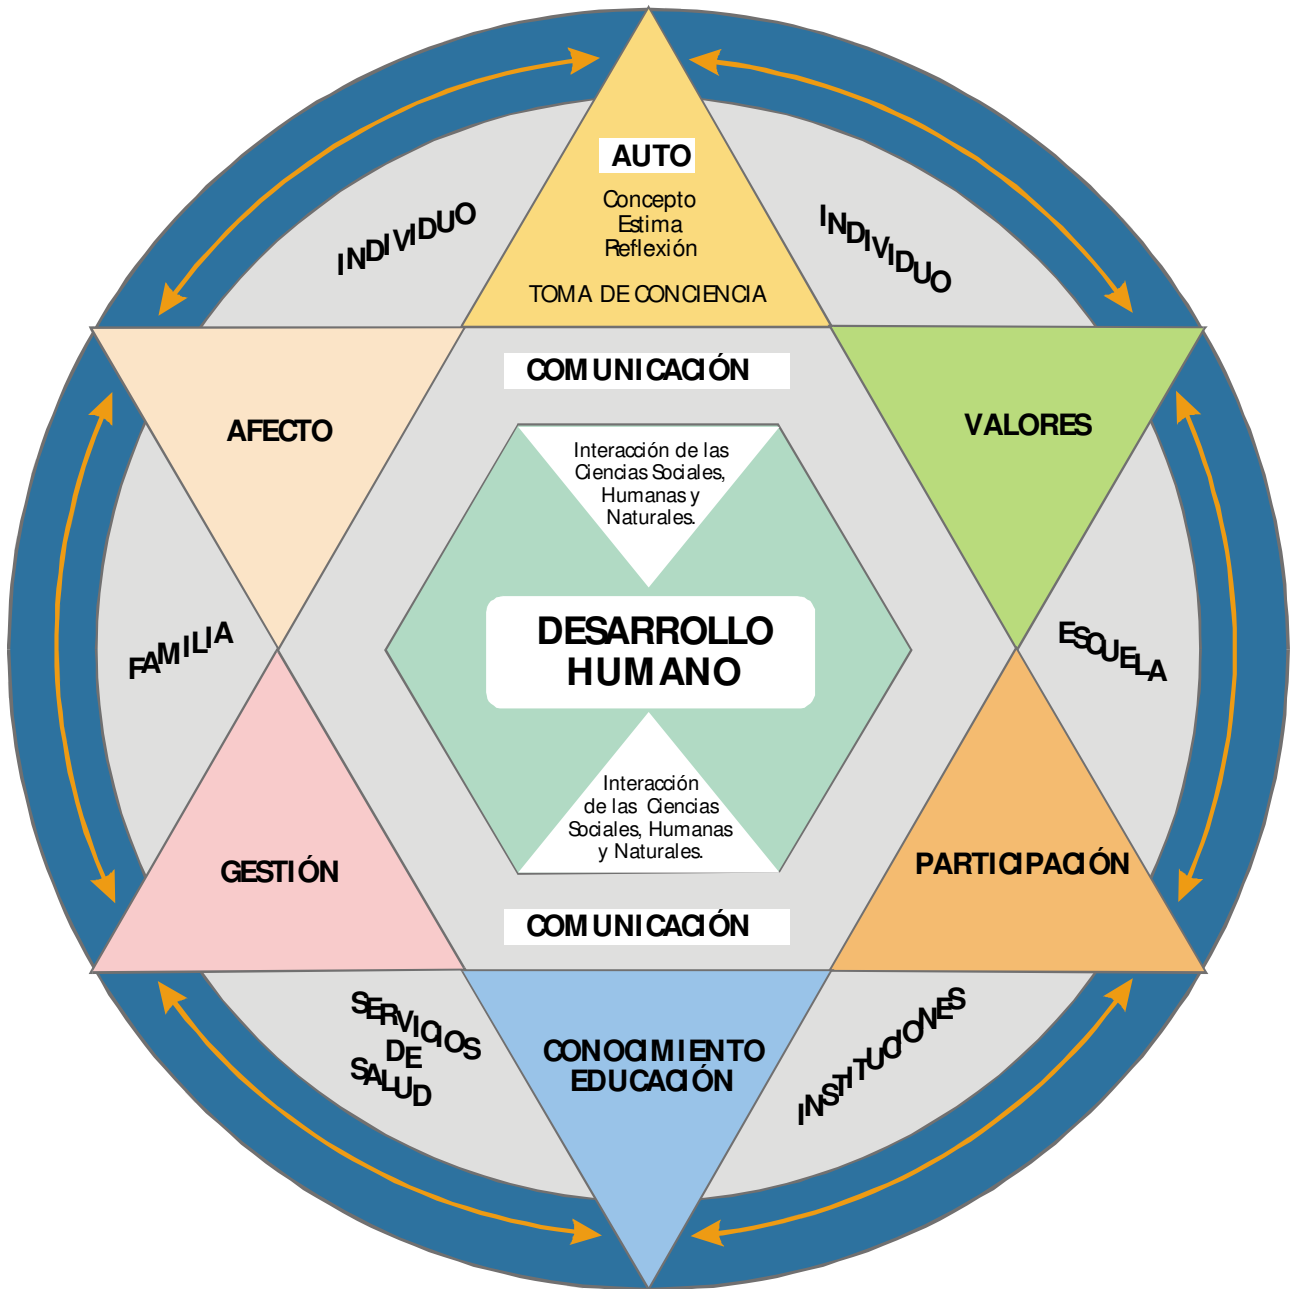 AUTO
Concepto
Estima
Reflexión
TOMA DE CONCIENCIA
INDIVIDUO
INDIVIDUO
COMUNICACIÓN
AFECTO
VALORES
Interacción de las
Ciencias Sociales,
Humanas y
Naturales.
DESARROLLO
HUMANO
FAMILIA
ESCUELA
Interacción
de las Ciencias
Sociales, Humanas
y Naturales.
GESTIÓN
PARTICIPACIÓN
COMUNICACIÓN
SERVICIOS
DE
SALUD
CONOCIMIENTO
EDUCACIÓN
INSTITUCIONES